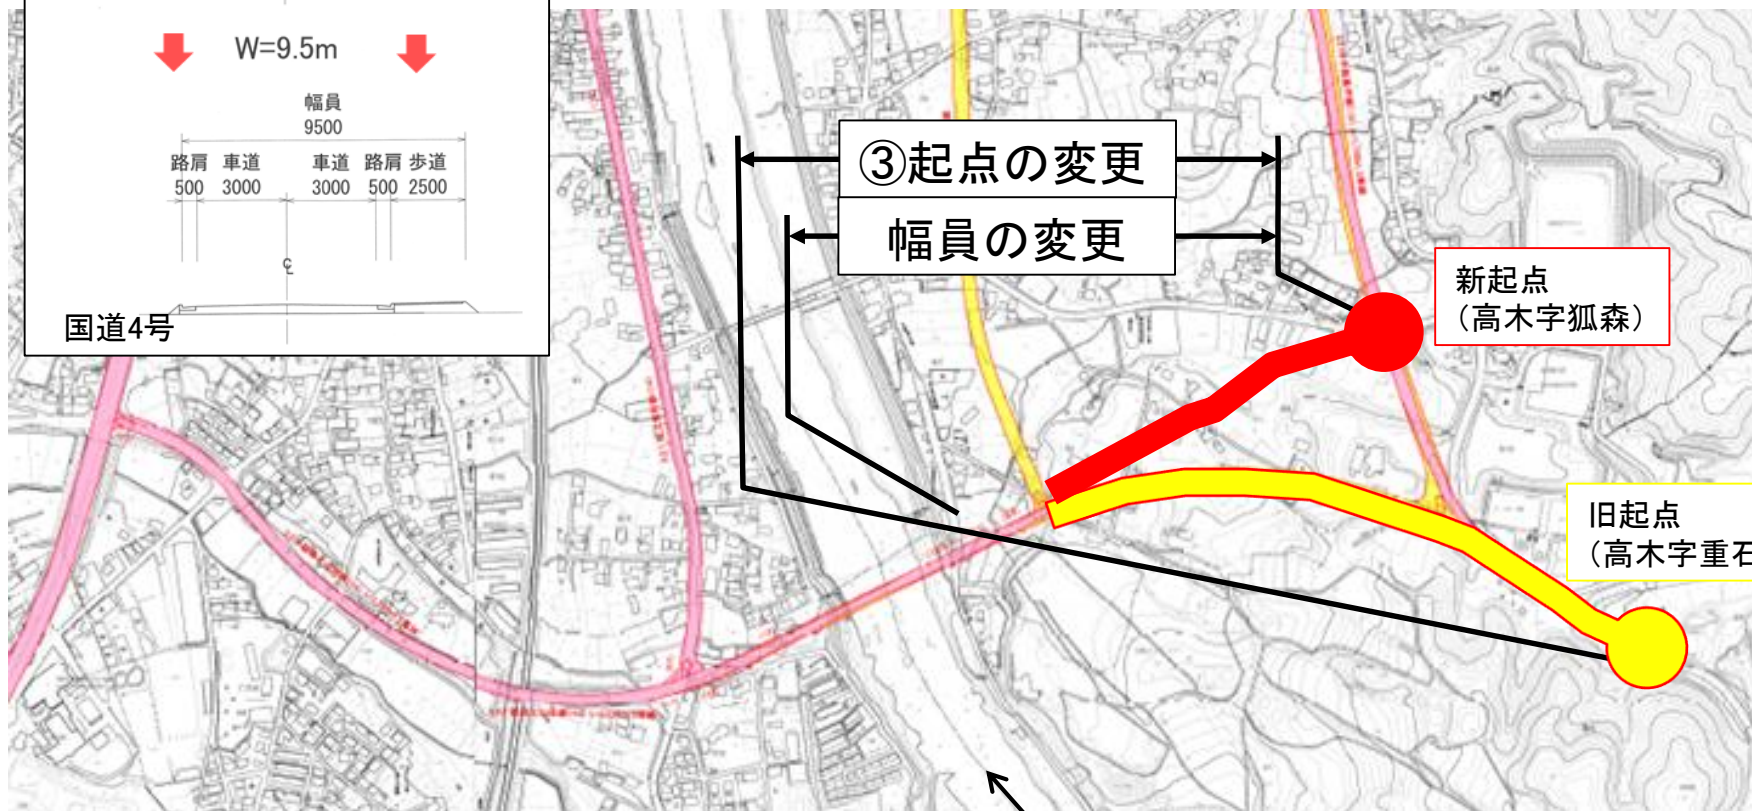 W=9.5m
幅員
9500
路肩 車道 車道 路肩 歩道
500 3000 3000 500 2500
℄
国道4号
③起点の変更
幅員の変更
新起点
（高木字狐森）
旧起点
（高木字重石